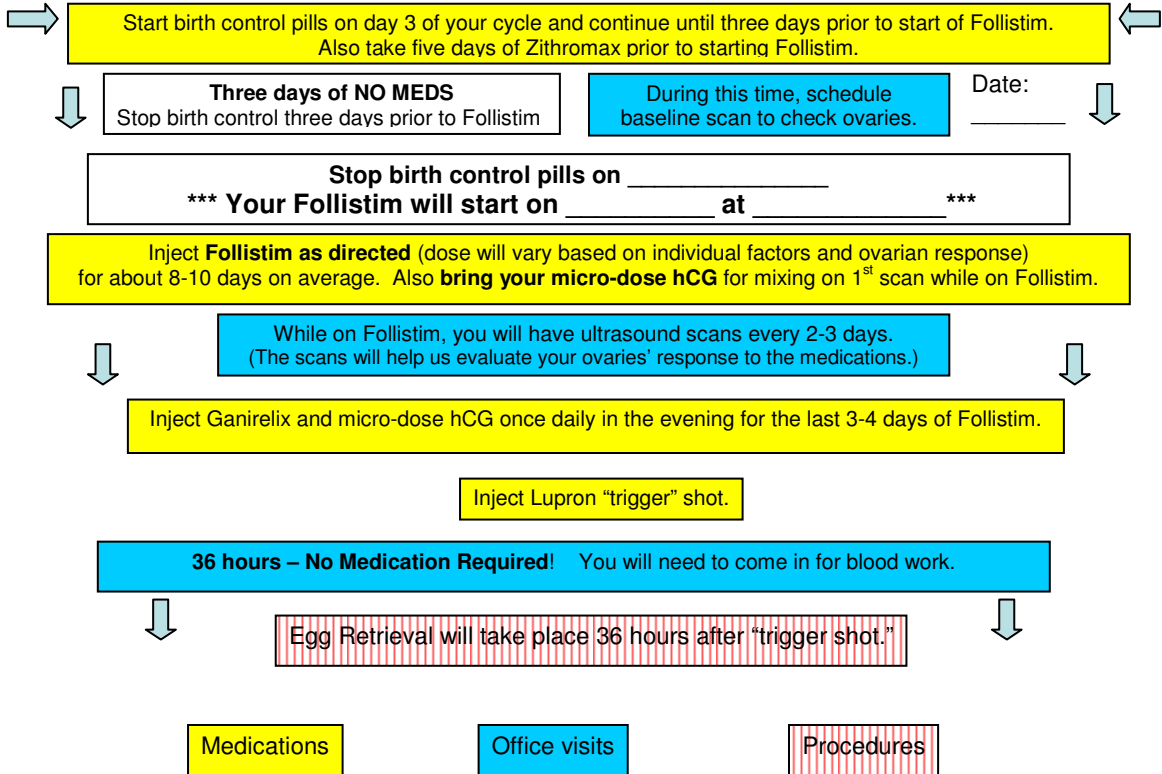 Start birth control pills on day 3 of your cycle and continue until three days prior to start of Follistim.
Also take five days of Zithromax prior to starting Follistim.
Three days of NO MEDS
Stop birth control three days prior to Follistim
During this time, schedule
baseline scan to check ovaries.
Date:
_______
Stop birth control pills on _______________
*** Your Follistim will start on ___________ at ______________***
Inject Follistim as directed (dose will vary based on individual factors and ovarian response)
for about 8-10 days on average. Also bring your micro-dose hCG for mixing on 1st scan while on Follistim.
While on Follistim, you will have ultrasound scans every 2-3 days.
(The scans will help us evaluate your ovaries' response to the medications.)
Inject Ganirelix and micro-dose hCG once daily in the evening for the last 3-4 days of Follistim.
Inject Lupron “trigger” shot.
36 hours – No Medication Required! You will need to come in for blood work.
Egg Retrieval will take place 36 hours after “trigger shot.”
Medications
Office visits
Procedures